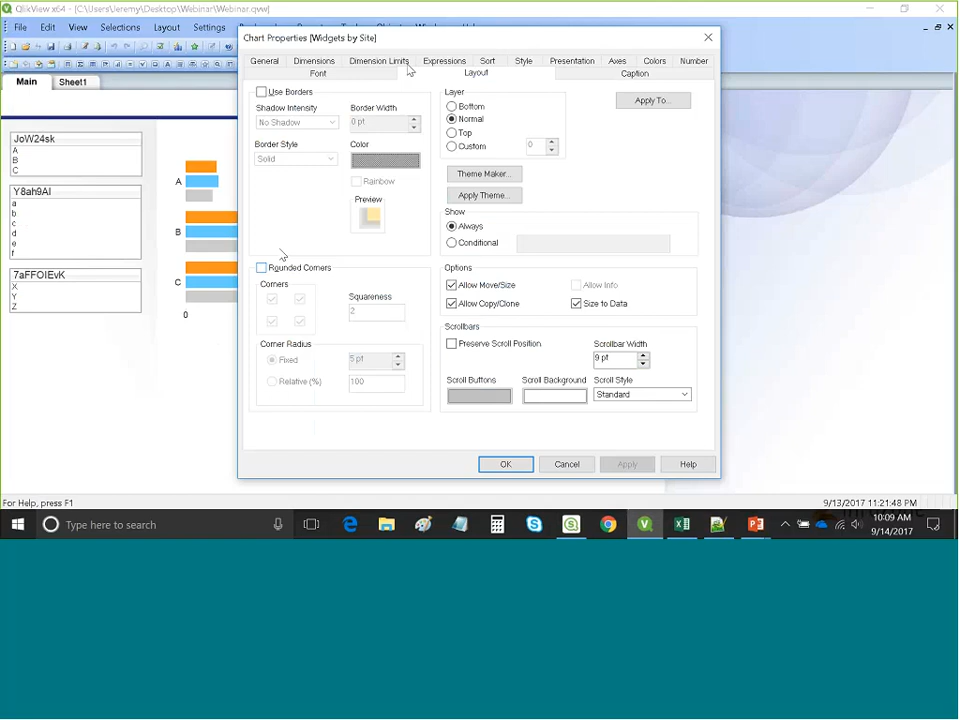 QlikView x64 - [C:\Users\Jeremy\Desktop\Webinar\Webinar.qvw]
File Edit View Selections Layout Settings
Main Sheet1
JoW24sk
A
B
C
Y8ah9Al
a
b
c
d
e
f
7aFFOIEvK
X
Y
Z
A
B
C
0
Chart Properties [Widgets by Site]
General Dimensions Dimension Limits Expressions Sort Style Presentation Axes Colors Number
Font Layout Caption
Use Borders
Shadow Intensity Border Width
No Shadow 0 pt
Border Style Color
Solid
Rainbow
Preview
Rounded Corners
Corners
Squareness
2
Corner Radius
Fixed 5 pt
Relative (%) 100
Layer
Bottom
Normal
Top
Custom 0
Apply To...
Theme Maker...
Apply Theme...
Show
Always
Conditional
Options
Allow Move/Size Allow Info
Allow Copy/Clone Size to Data
Scrollbars
Preserve Scroll Position Scrollbar Width
9 pt
Scroll Buttons Scroll Background Scroll Style
Standard
OK Cancel Apply Help
For Help, press F1 9/13/2017 11:21:48 PM
Type here to search
10:09 AM
9/14/2017